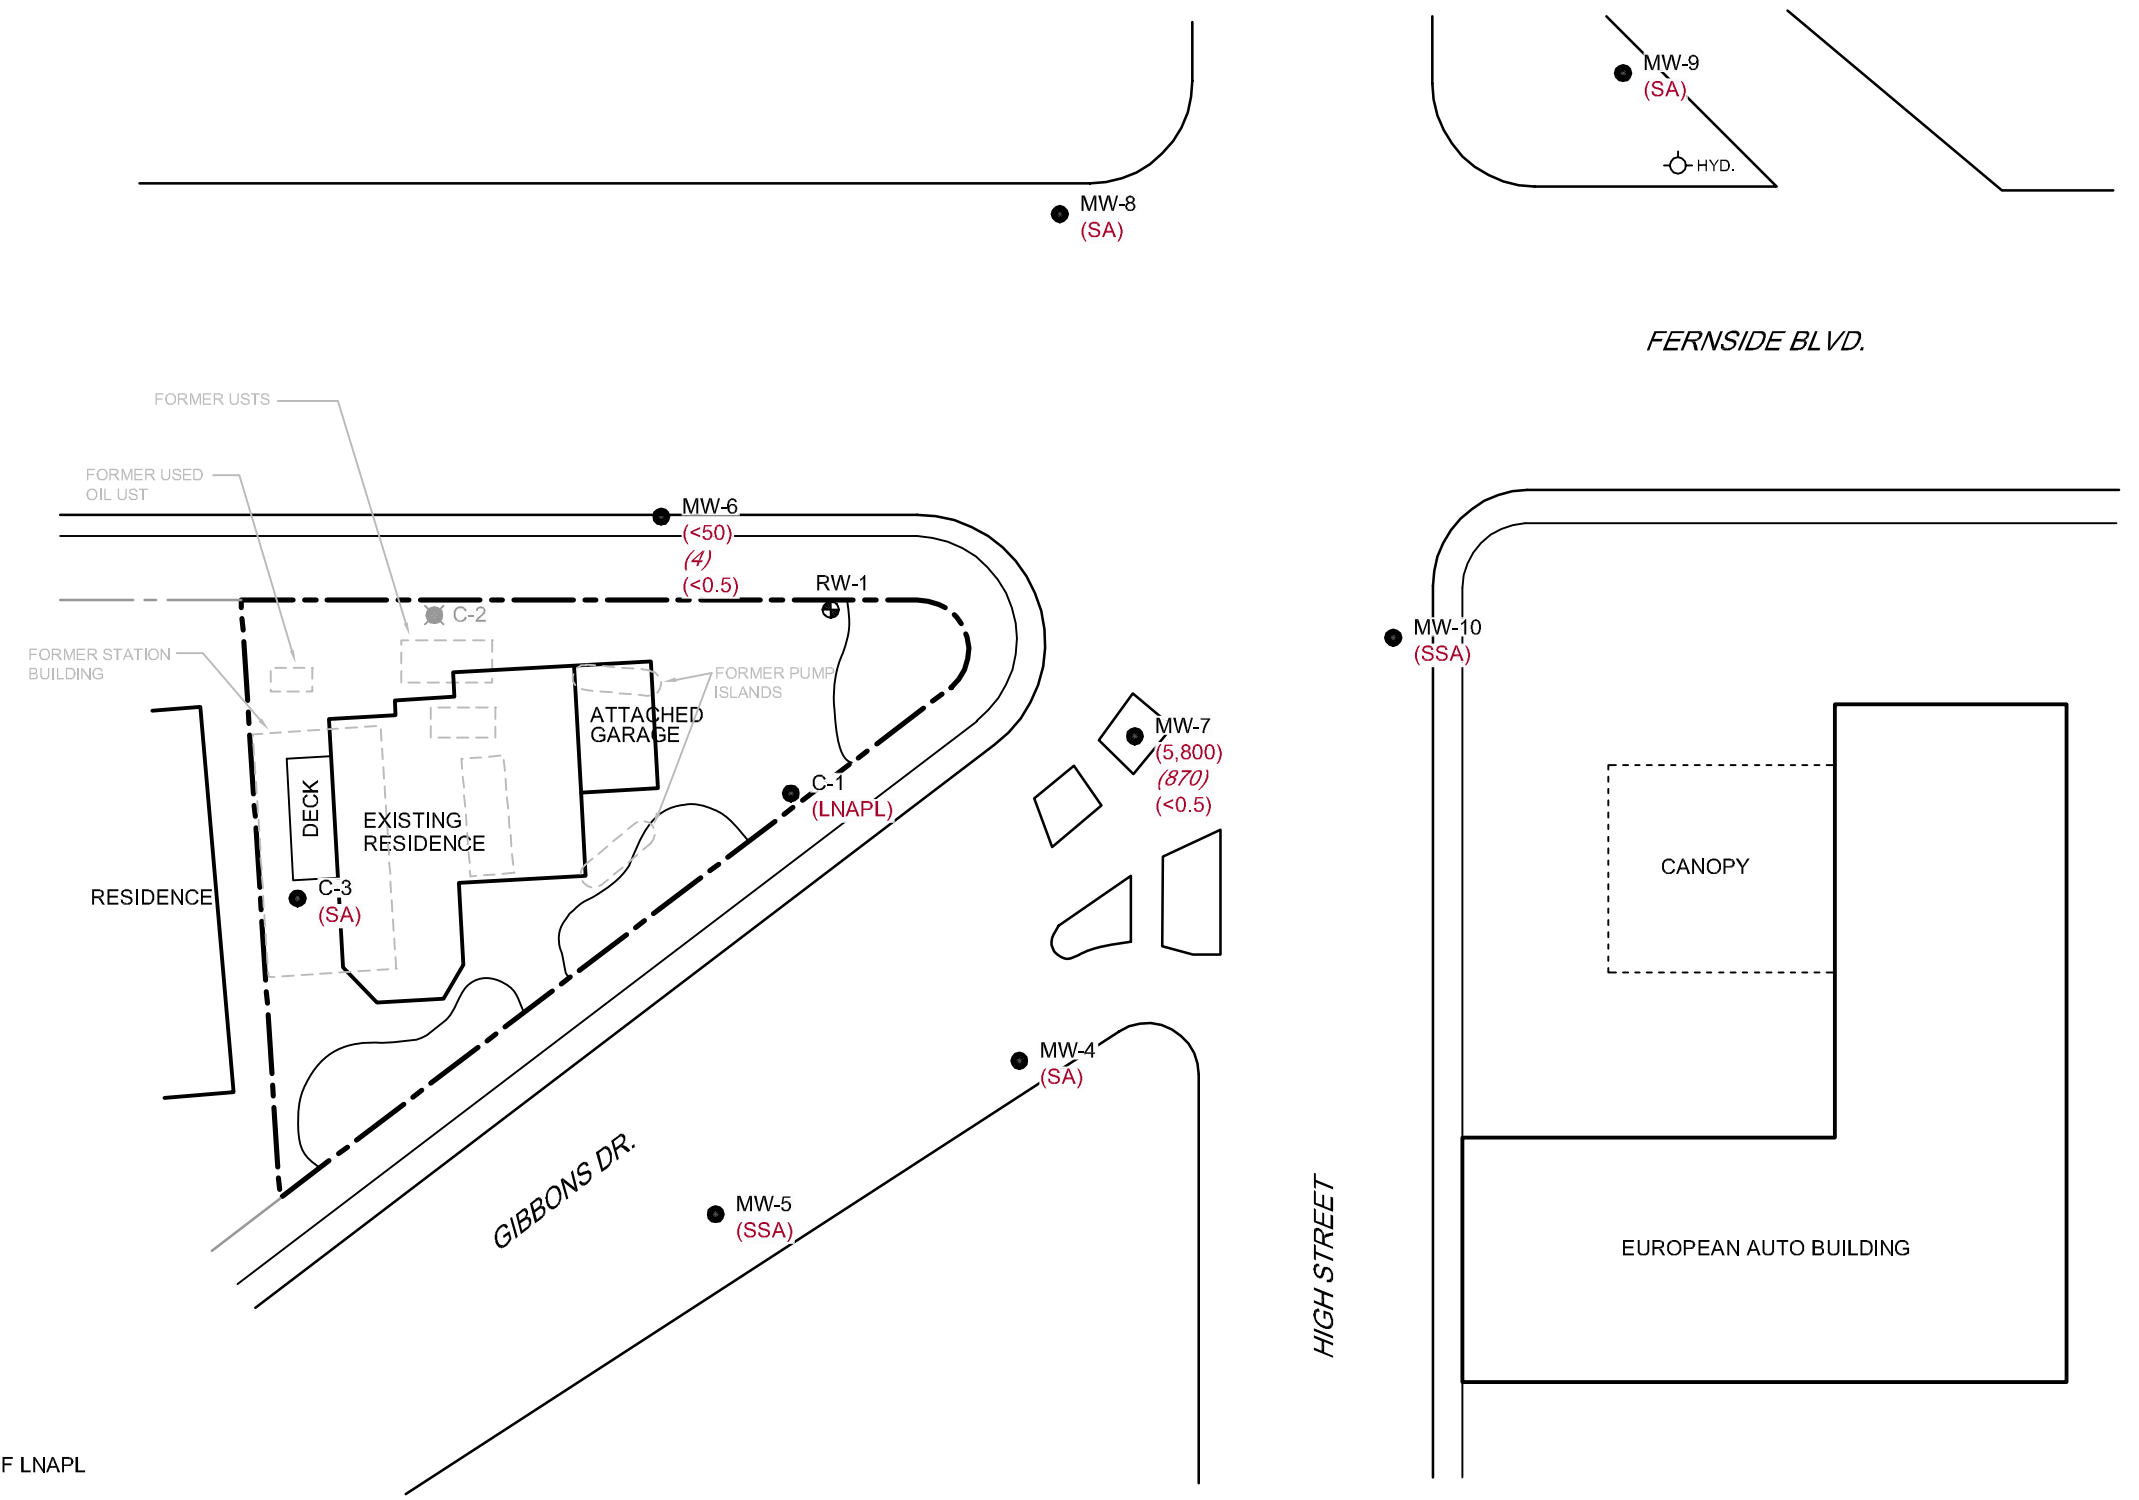 MW-9
(SA)
HYD.
MW-8
(SA)
FERNSIDE BLVD.
FORMER USTS
FORMER USED
OIL UST
MW-6
(<50)
(4)
(<0.5)
RW-1
C-2
MW-10
(SSA)
FORMER STATION
BUILDING
FORMER PUMP
ISLANDS
ATTACHED
GARAGE
MW-7
(5,800)
(870)
(<0.5)
C-1
(LNAPL)
DECK
EXISTING
RESIDENCE
CANOPY
RESIDENCE
C-3
(SA)
MW-4
(SA)
GIBBONS DR.
MW-5
(SSA)
HIGH STREET
EUROPEAN AUTO BUILDING
F LNAPL